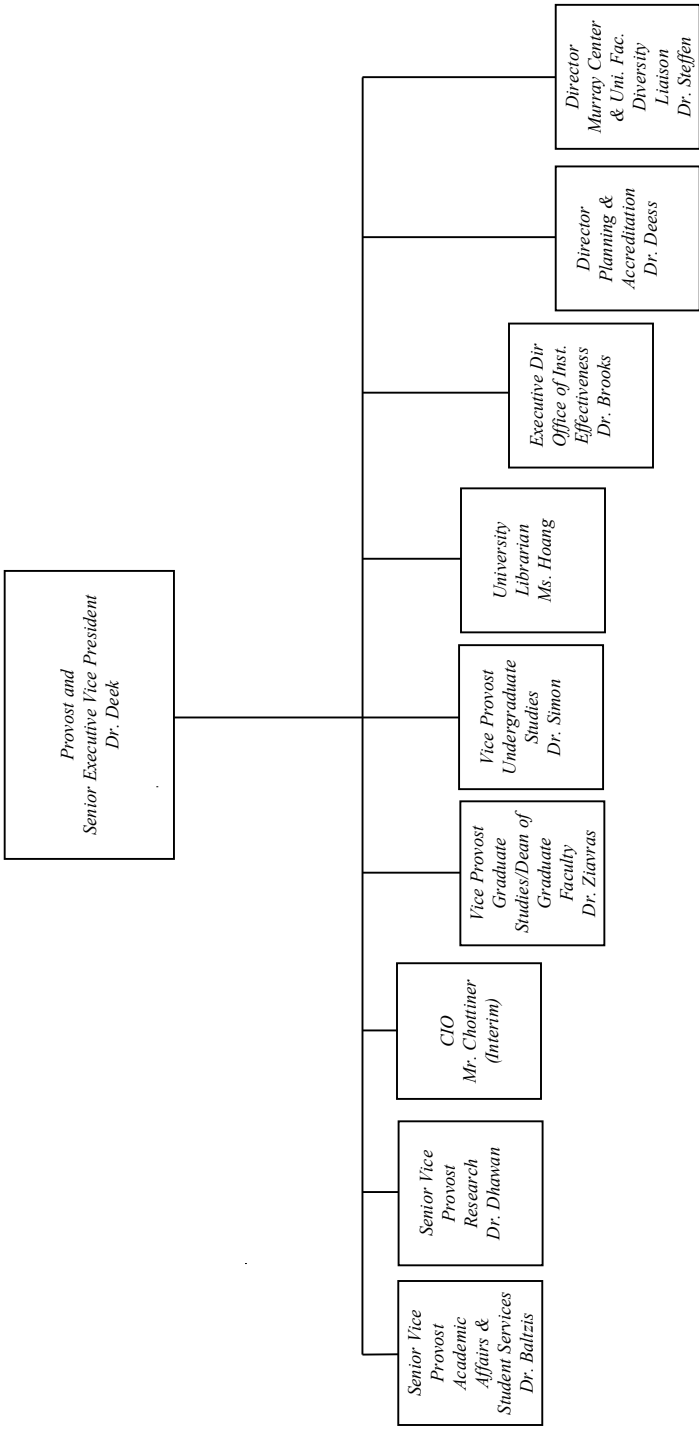 Provost and
Senior Executive Vice President
Dr. Deek
Senior Vice
Provost
Academic
Affairs &
Student Services
Dr. Baltzis
Senior Vice
Provost
Research
Dr. Dhawan
CIO
Mr. Chottiner
(Interim)
Vice Provost
Graduate
Studies/Dean of
Graduate
Faculty
Dr. Ziavras
Vice Provost
Undergraduate
Studies
Dr. Simon
University
Librarian
Ms. Hoang
Executive Dir
Office of Inst.
Effectiveness
Dr. Brooks
Director
Planning &
Accreditation
Dr. Deess
Director
Murray Center
& Uni. Fac.
Diversity
Liaison
Dr. Steffen